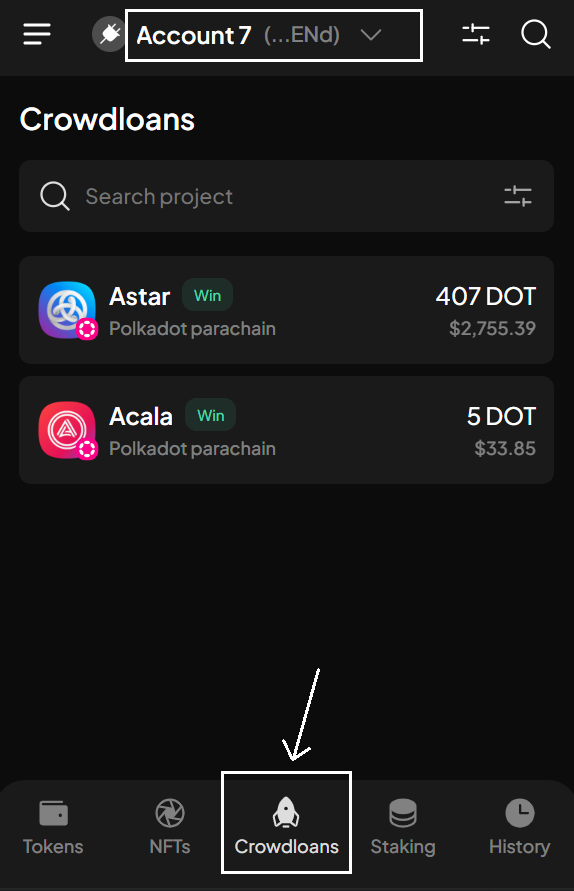 Account 7 (...ENd)
Crowdloans
Search project
Astar Win 407 DOT
Polkadot parachain $2,755.39
Acala Win 5 DOT
Polkadot parachain $33.85
Tokens NFTs Crowdloans Staking History